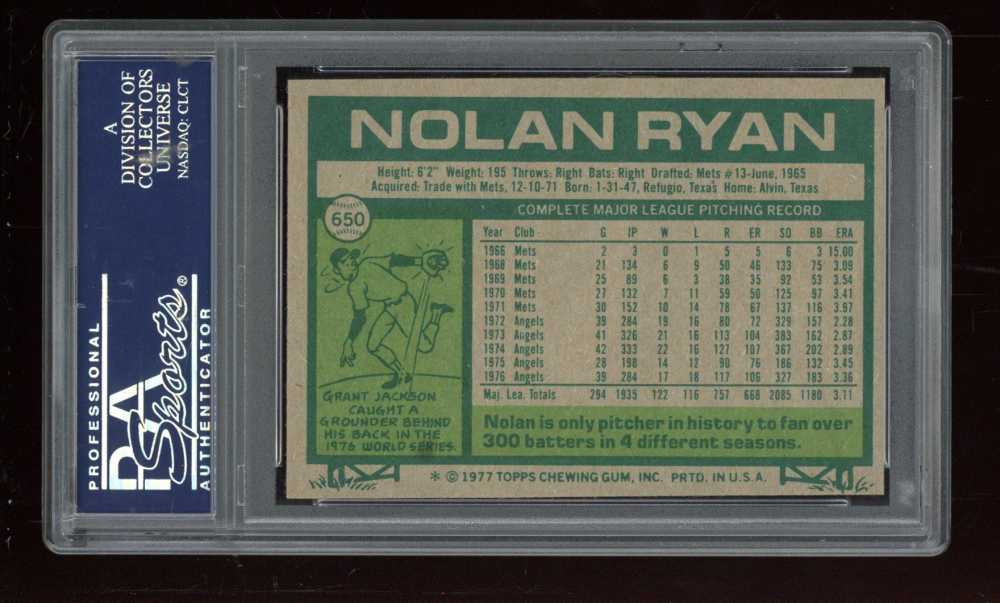 A
DIVISION OF
COLLECTORS
UNIVERSE
NASDAQ: CLCT
PROFESSIONAL
PSA
Sports®
AUTHENTICATOR
NOLAN RYAN
Height: 6'2" Weight: 195 Throws: Right Bats: Right Drafted: Mets #13-June, 1965
Acquired: Trade with Mets, 12-10-71 Born: 1-31-47, Refugio, Texas Home: Alvin, Texas
650
COMPLETE MAJOR LEAGUE PITCHING RECORD
Year Club G IP W L R ER SO BB ERA
1966 Mets 2 3 0 1 5 5 6 3 15.00
1968 Mets 21 134 6 9 50 46 133 75 3.09
1969 Mets 25 89 6 3 38 35 92 53 3.54
1970 Mets 27 132 7 11 59 50 125 97 3.41
1971 Mets 30 152 10 14 78 67 137 116 3.97
1972 Angels 39 284 19 16 80 72 329 157 2.28
1973 Angels 41 326 21 16 113 104 383 162 2.87
1974 Angels 42 333 22 16 127 107 367 202 2.89
1975 Angels 28 198 14 12 90 76 186 132 3.45
1976 Angels 39 284 17 18 117 106 327 183 3.36
Maj. Lea. Totals 294 1935 122 116 757 668 2085 1180 3.11
GRANT JACKSON
CAUGHT A
GROUNDER BEHIND
HIS BACK IN THE
1976 WORLD SERIES.
Nolan is only pitcher in history to fan over
300 batters in 4 different seasons.
* © 1977 TOPPS CHEWING GUM, INC. PRTD. IN U.S.A.